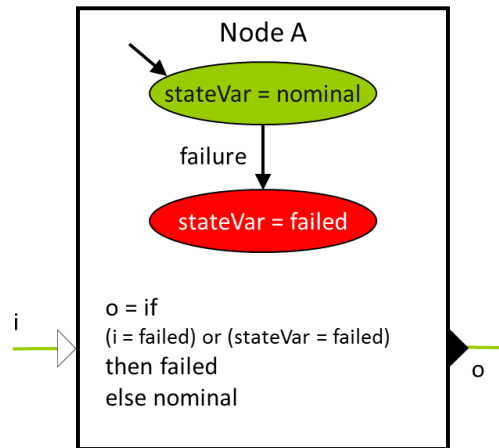 Node A
stateVar = nominal
failure
stateVar = failed
i
o = if
(i = failed) or (stateVar = failed)
then failed
else nominal
o